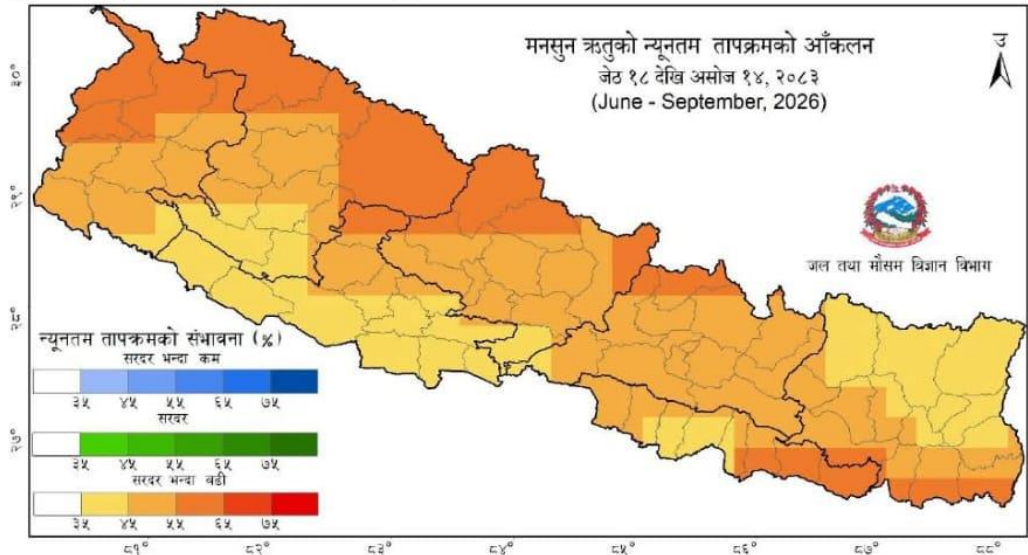 मनसुन ऋतुको न्यूनतम तापक्रमको आँकलन
जेठ १८ देखि असोज १४, २०८३
(June - September, 2026)
उ
जल तथा मौसम विज्ञान विभाग
न्यूनतम तापक्रमको संभावना (%)
सरदर भन्दा कम
३५ ४५ ५५ ६५ ७५
सरदर
३५ ४५ ५५ ६५ ७५
सरदर भन्दा बढी
३५ ४५ ५५ ६५ ७५
३०°
२९°
२८°
२७°
८१° ८२° ८३° ८४° ८५° ८६° ८७° ८८°